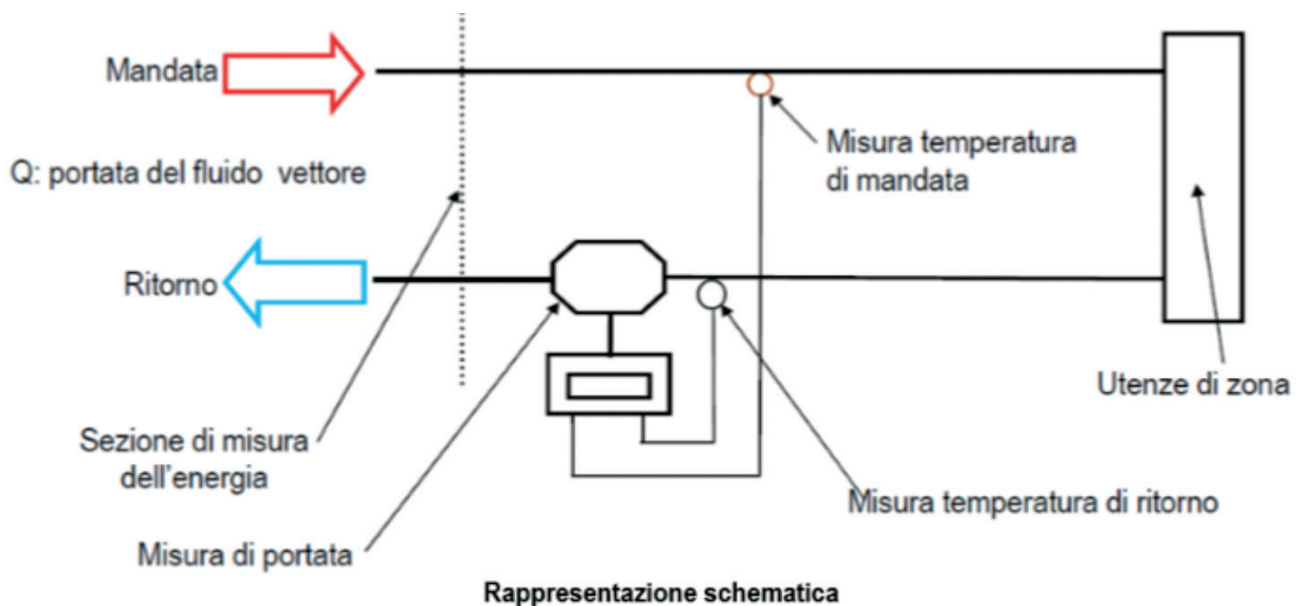 Mandata
Misura temperatura
di mandata
Q: portata del fluido vettore
Ritorno
Utenze di zona
Sezione di misura
dell'energia
Misura temperatura di ritorno
Misura di portata
Rappresentazione schematica